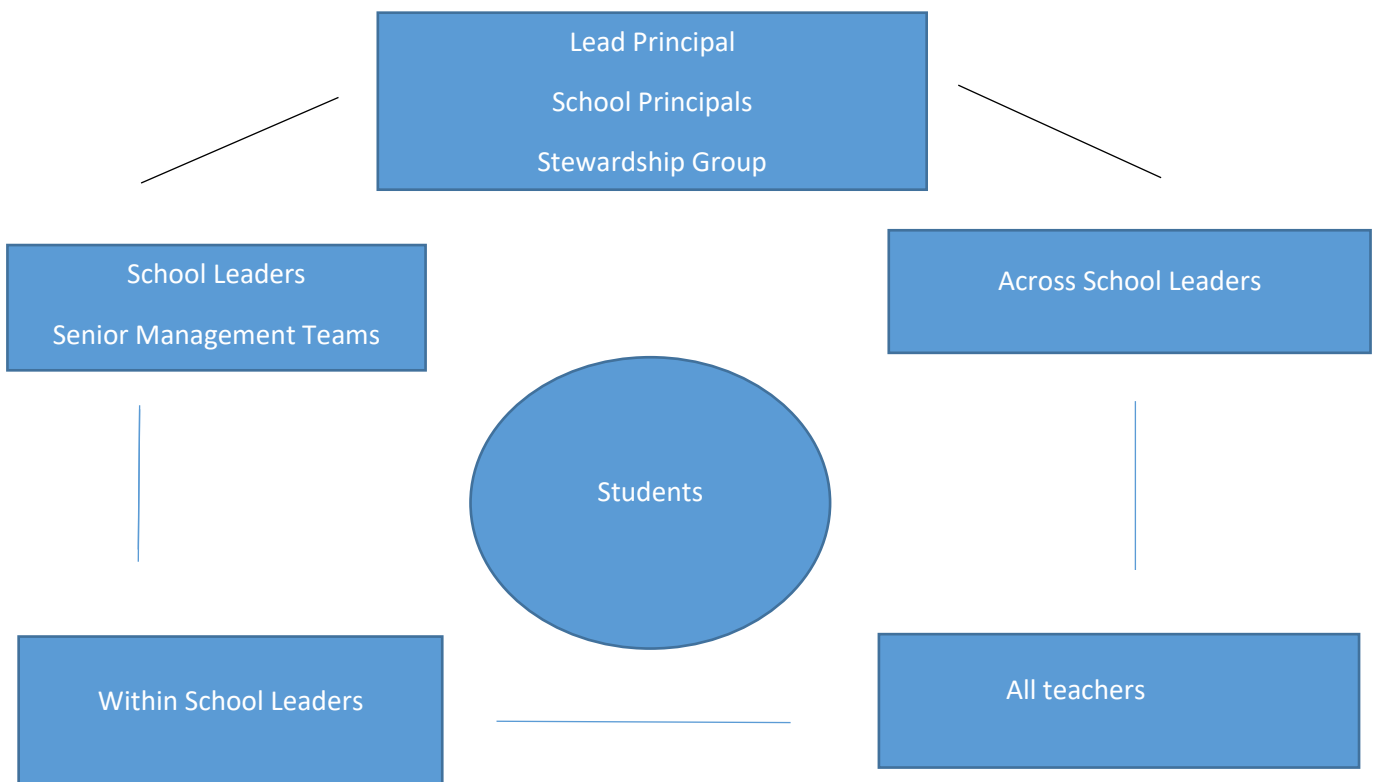 Lead Principal
School Principals
Stewardship Group
School Leaders
Senior Management Teams
Across School Leaders
Students
Within School Leaders
All teachers